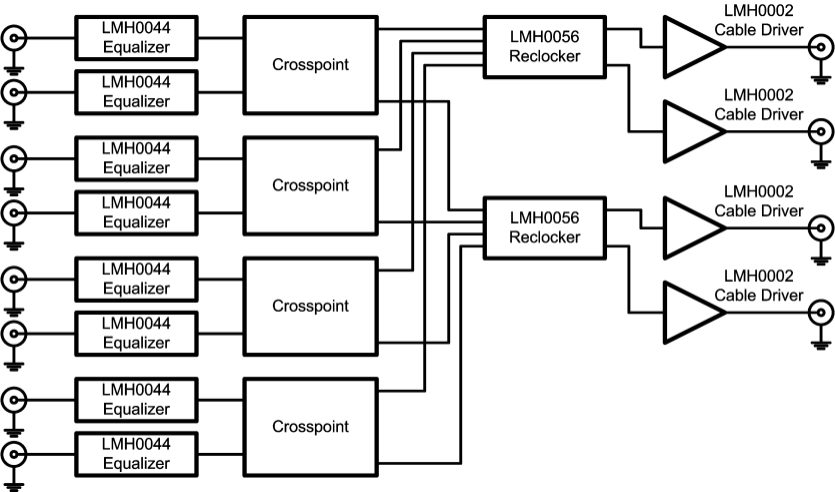 LMH0044
Equalizer
LMH0044
Equalizer
Crosspoint
LMH0044
Equalizer
LMH0044
Equalizer
Crosspoint
LMH0044
Equalizer
LMH0044
Equalizer
Crosspoint
LMH0044
Equalizer
LMH0044
Equalizer
Crosspoint
LMH0056
Reclocker
LMH0056
Reclocker
LMH0002
Cable Driver
LMH0002
Cable Driver
LMH0002
Cable Driver
LMH0002
Cable Driver